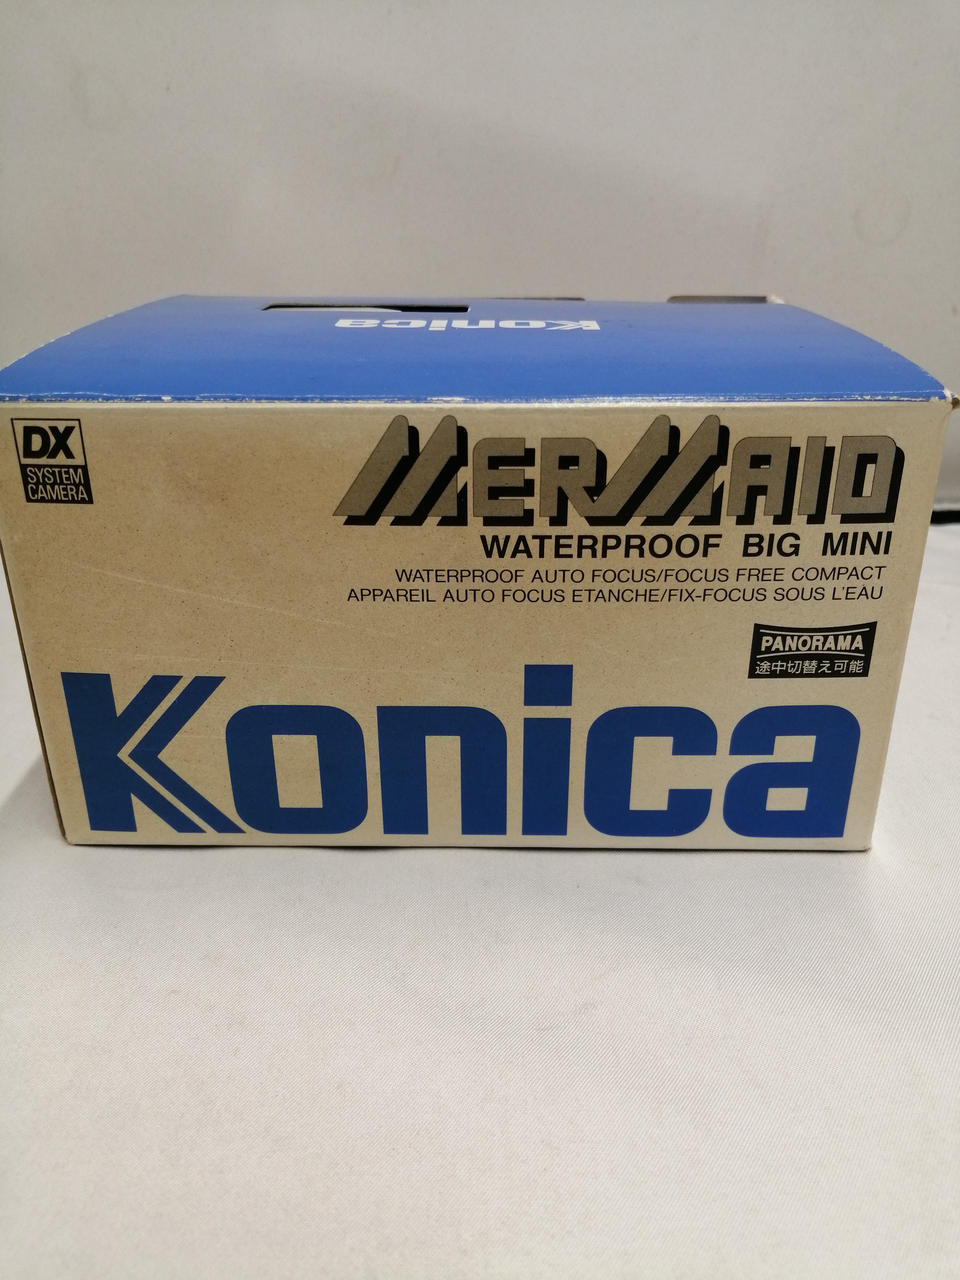 Konica
DX
SYSTEM
CAMERA
MERMAID
WATERPROOF BIG MINI
WATERPROOF AUTO FOCUS/FOCUS FREE COMPACT
APPAREIL AUTO FOCUS ETANCHE/FIX-FOCUS SOUS L'EAU
PANORAMA
途中切替え可能
Konica